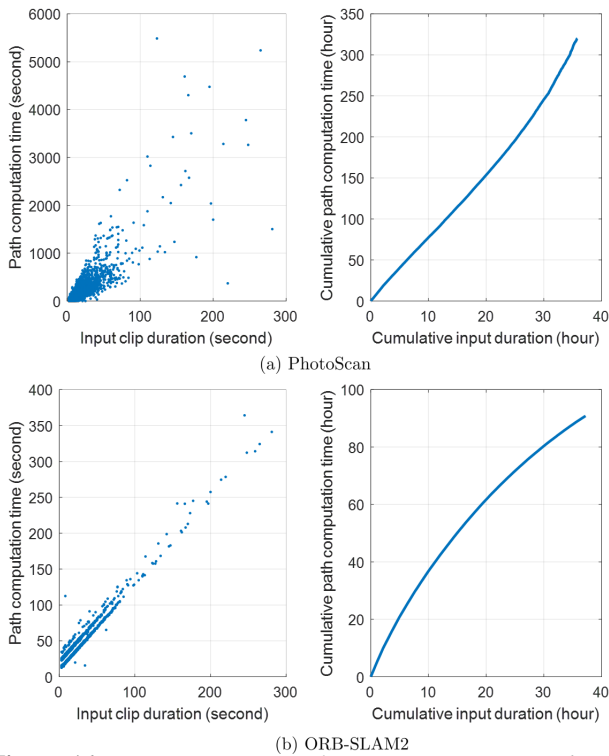 6000
5000
4000
3000
2000
1000
0
0 100 200 300
Path computation time (second)
Input clip duration (second)
350
300
250
200
150
100
50
0
0 10 20 30 40
Cumulative path computation time (hour)
Cumulative input duration (hour)
(a) PhotoScan
400
350
300
250
200
150
100
50
0
0 100 200 300
Path computation time (second)
Input clip duration (second)
100
80
60
40
20
0
0 10 20 30 40
Cumulative path computation time (hour)
Cumulative input duration (hour)
(b) ORB-SLAM2